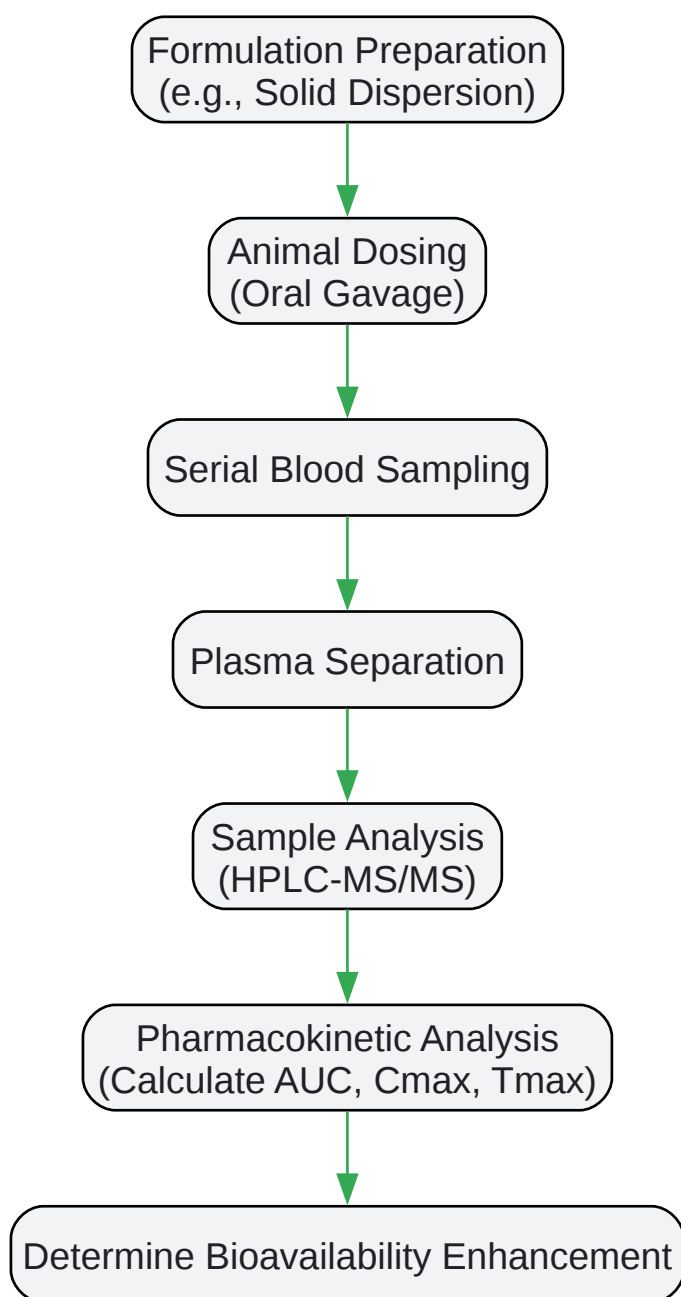 Formulation Preparation
(e.g., Solid Dispersion)
Animal Dosing
(Oral Gavage)
Serial Blood Sampling
Plasma Separation
Sample Analysis
(HPLC-MS/MS)
Pharmacokinetic Analysis
(Calculate AUC, Cmax, Tmax)
Determine Bioavailability Enhancement